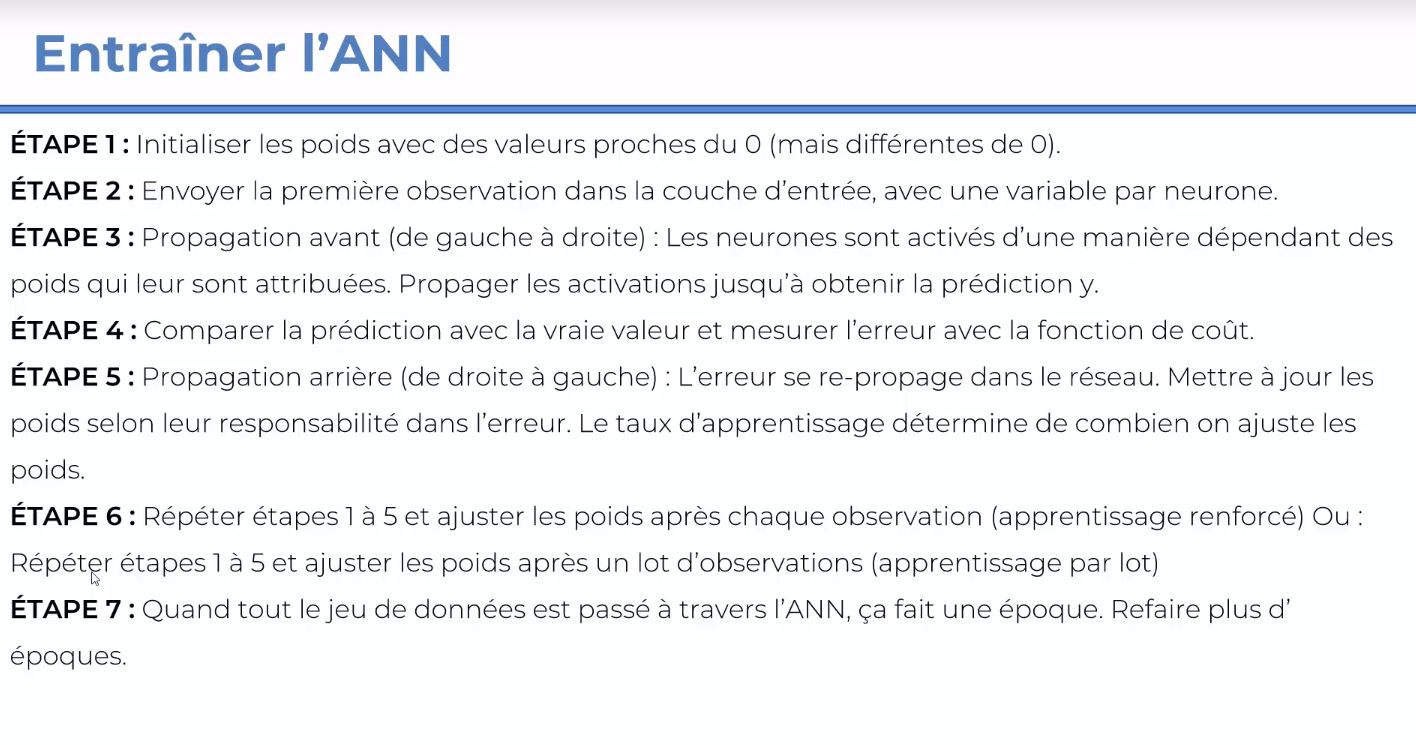 Entraîner l’ANN
ÉTAPE 1 : Initialiser les poids avec des valeurs proches du 0 (mais différentes de 0).
ÉTAPE 2 : Envoyer la première observation dans la couche d’entrée, avec une variable par neurone.
ÉTAPE 3 : Propagation avant (de gauche à droite) : Les neurones sont activés d’une manière dépendant des
poids qui leur sont attribuées. Propager les activations jusqu’à obtenir la prédiction y.
ÉTAPE 4 : Comparer la prédiction avec la vraie valeur et mesurer l’erreur avec la fonction de coût.
ÉTAPE 5 : Propagation arrière (de droite à gauche) : L’erreur se re-propage dans le réseau. Mettre à jour les
poids selon leur responsabilité dans l’erreur. Le taux d’apprentissage détermine de combien on ajuste les
poids.
ÉTAPE 6 : Répéter étapes 1 à 5 et ajuster les poids après chaque observation (apprentissage renforcé) Ou :
Répéter étapes 1 à 5 et ajuster les poids après un lot d’observations (apprentissage par lot)
ÉTAPE 7 : Quand tout le jeu de données est passé à travers l’ANN, ça fait une époque. Refaire plus d’
époques.